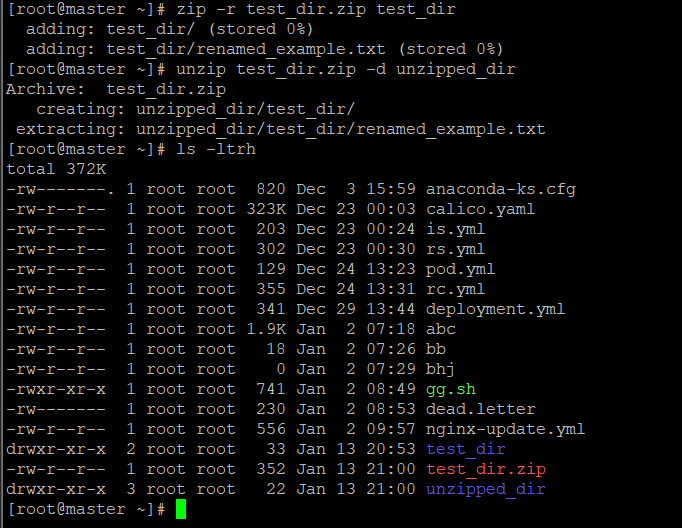 [root@master ~]# zip -r test_dir.zip test_dir
  adding: test_dir/ (stored 0%)
  adding: test_dir/renamed_example.txt (stored 0%)
[root@master ~]# unzip test_dir.zip -d unzipped_dir
Archive:  test_dir.zip
   creating: unzipped_dir/test_dir/
 extracting: unzipped_dir/test_dir/renamed_example.txt
[root@master ~]# ls -ltrh
total 372K
-rw-------. 1 root root  820 Dec  3 15:59 anaconda-ks.cfg
-rw-r--r--  1 root root 323K Dec 23 00:03 calico.yaml
-rw-r--r--  1 root root  203 Dec 23 00:24 is.yml
-rw-r--r--  1 root root  302 Dec 23 00:30 rs.yml
-rw-r--r--  1 root root  129 Dec 24 13:23 pod.yml
-rw-r--r--  1 root root  355 Dec 24 13:31 rc.yml
-rw-r--r--  1 root root  341 Dec 29 13:44 deployment.yml
-rw-r--r--  1 root root 1.9K Jan  2 07:18 abc
-rw-r--r--  1 root root   18 Jan  2 07:26 bb
-rw-r--r--  1 root root    0 Jan  2 07:29 bhj
-rwxr-xr-x  1 root root  741 Jan  2 08:49 gg.sh
-rw-------  1 root root  230 Jan  2 08:53 dead.letter
-rw-r--r--  1 root root  556 Jan  2 09:57 nginx-update.yml
drwxr-xr-x  2 root root   33 Jan 13 20:53 test_dir
-rw-r--r--  1 root root  352 Jan 13 21:00 test_dir.zip
drwxr-xr-x  3 root root   22 Jan 13 21:00 unzipped_dir
[root@master ~]#